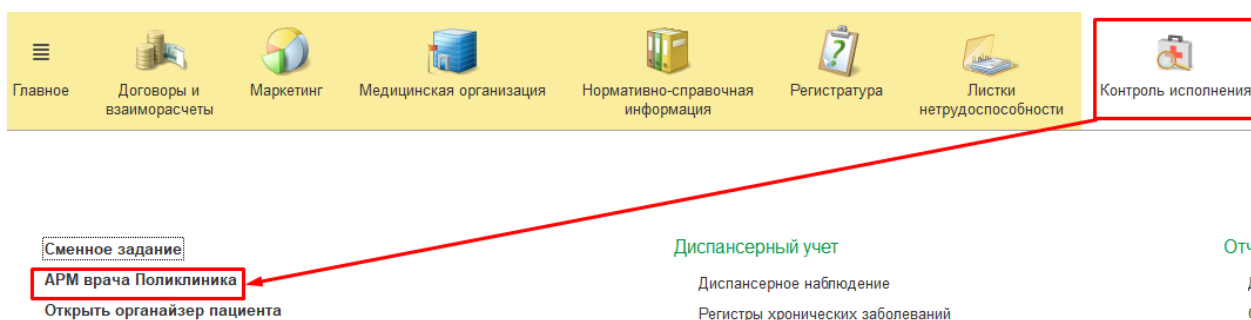 Главное
Договоры и
взаиморасчеты
Маркетинг
Медицинская организация
Нормативно-справочная
информация
Регистратура
Листки
нетрудоспособности
Контроль исполнения
Сменное задание
АРМ врача Поликлиника
Открыть органайзер пациента
Диспансерный учет
Диспансерное наблюдение
Регистры хронических заболеваний